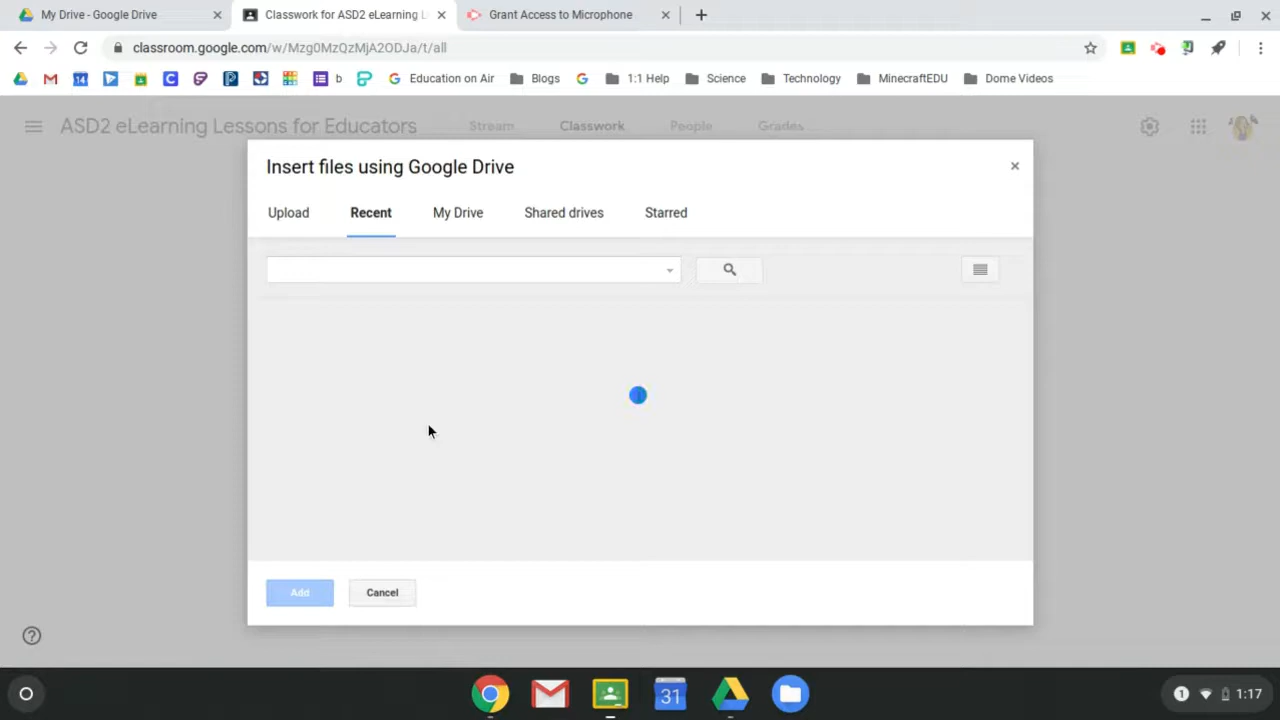 My Drive - Google Drive
Classwork for ASD2 eLearning L
Grant Access to Microphone
classroom.google.com/w/Mzg0MzQzMjA2ODJa/t/all
14
b
Education on Air
Blogs
1:1 Help
Science
Technology
MinecraftEDU
Dome Videos
ASD2 eLearning Lessons for Educators
Stream
Classwork
People
Grades
Insert files using Google Drive
Upload
Recent
My Drive
Shared drives
Starred
Add
Cancel
31
1
1:17